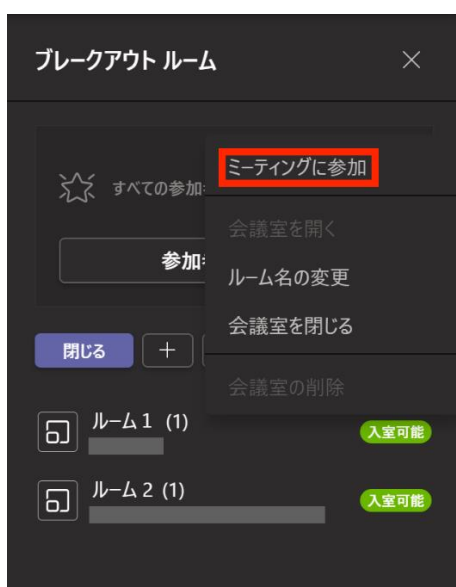 ブレークアウト ルーム
ミーティングに参加
すべての参加
会議室を開く
参加
ルーム名の変更
会議室を閉じる
閉じる
会議室の削除
ルーム 1 (1)
入室可能
ルーム 2 (1)
入室可能